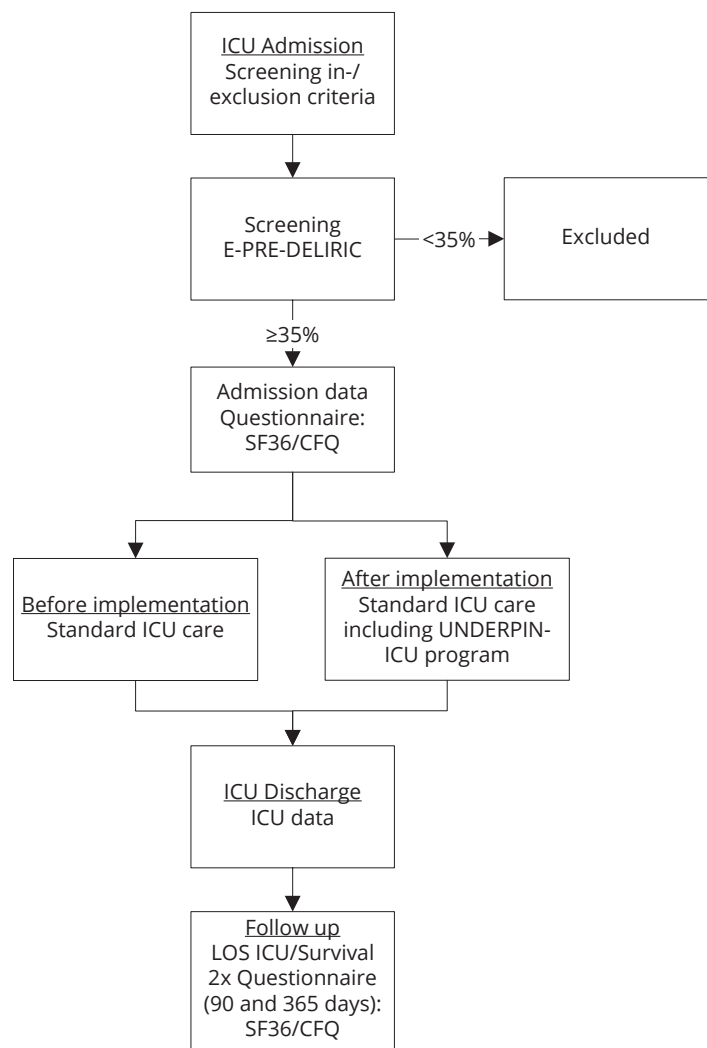 ICU Admission
Screening in-/
exclusion criteria
Screening
E-PRE-DELIRIC
<35%
Excluded
≥35%
Admission data
Questionnaire:
SF36/CFQ
Before implementation
Standard ICU care
After implementation
Standard ICU care
including UNDERPIN-
ICU program
ICU Discharge
ICU data
Follow up
LOS ICU/Survival
2x Questionnaire
(90 and 365 days):
SF36/CFQ